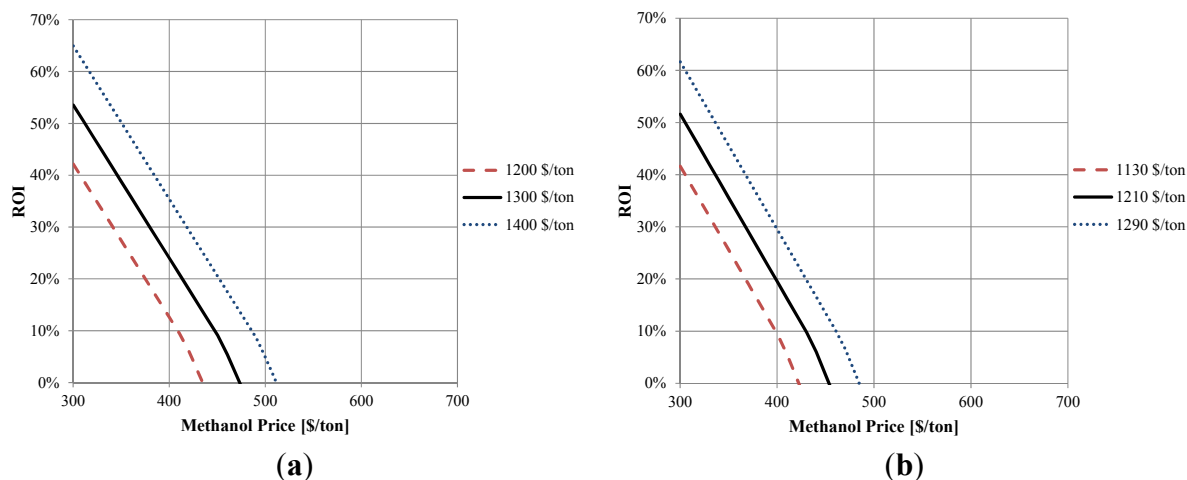 70%
60%
50%
40%
30%
20%
10%
0%
ROI
300 400 500 600 700
Methanol Price [$/ton]
1200 $/ton
1300 $/ton
1400 $/ton
(a)
70%
60%
50%
40%
30%
20%
10%
0%
ROI
300 400 500 600 700
Methanol Price [$/ton]
1130 $/ton
1210 $/ton
1290 $/ton
(b)